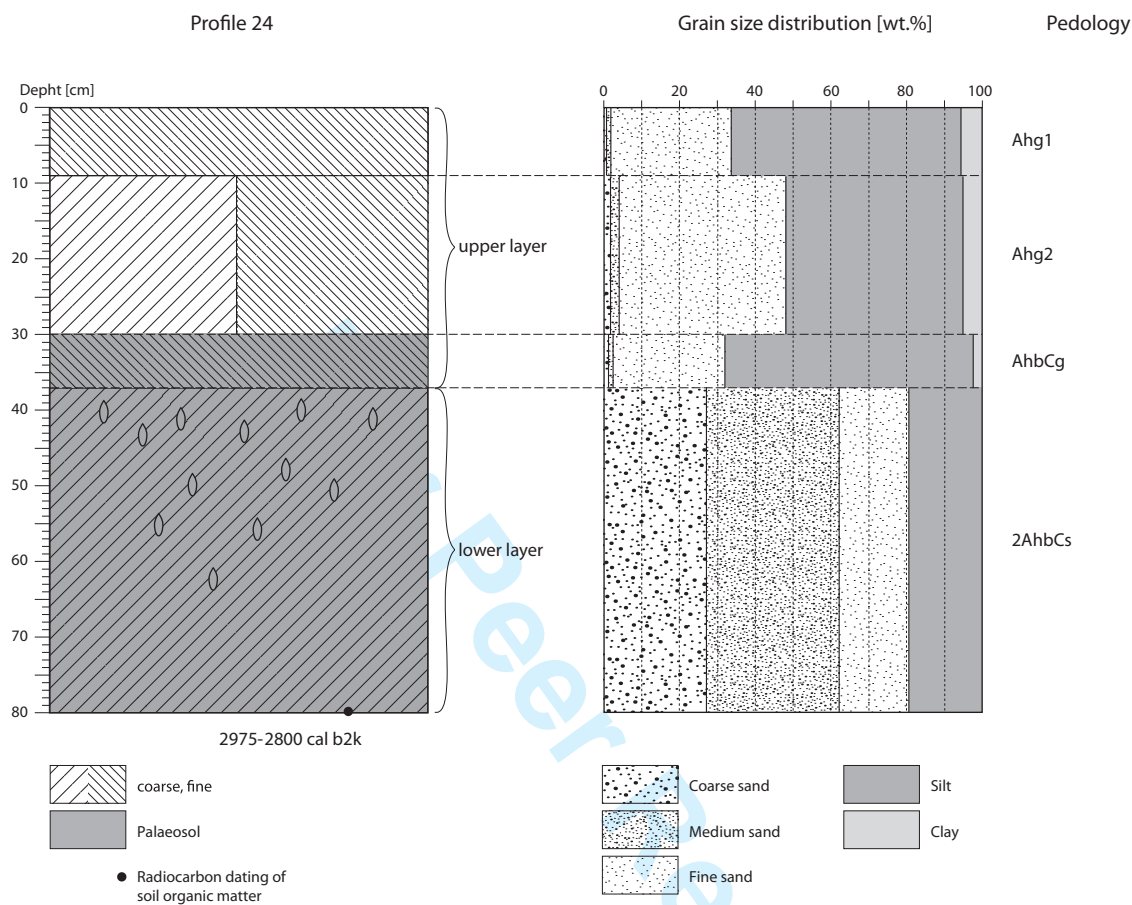 Profile 24
Grain size distribution [wt.%]
Pedology
Depht [cm]
0
10
20
30
40
50
60
70
80
0 20 40 60 80 100
upper layer
lower layer
Ahg1
Ahg2
AhbCg
2AhbCs
2975-2800 cal b2k
coarse, fine
Palaeosol
Radiocarbon dating of
soil organic matter
Coarse sand
Medium sand
Fine sand
Silt
Clay
Peer Re